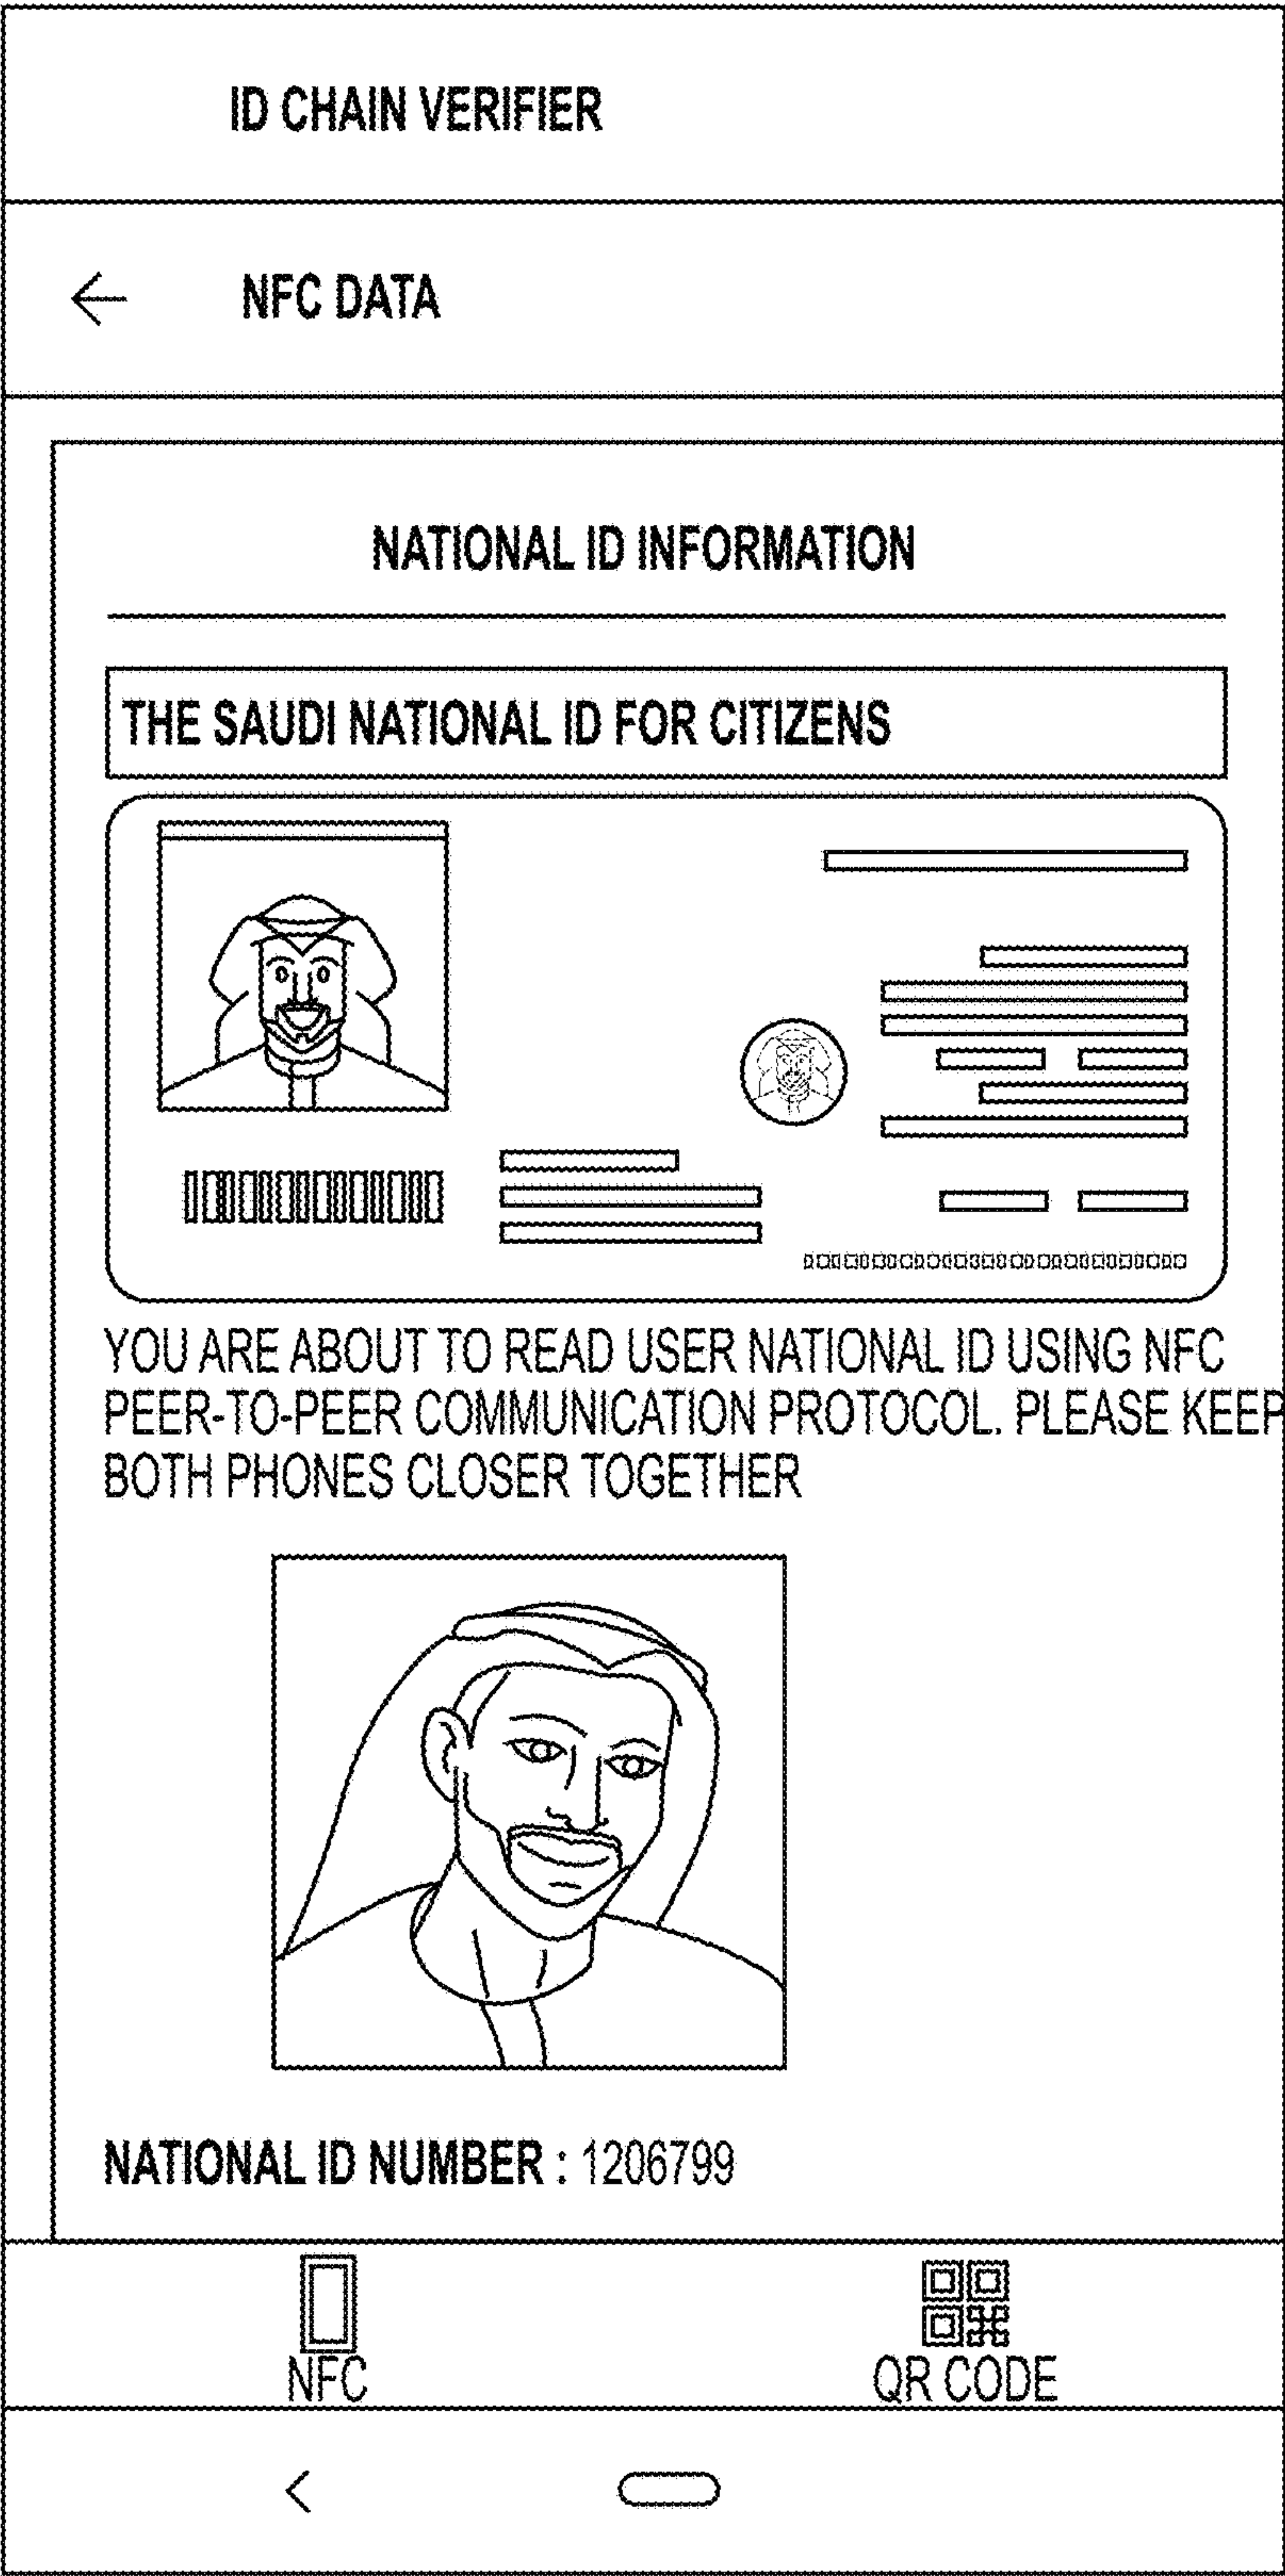 ID CHAIN VERIFIER
NFC DATA
NATIONAL ID INFORMATION
THE SAUDI NATIONAL ID FOR CITIZENS
YOU ARE ABOUT TO READ USER NATIONAL ID USING NFC
PEER-TO-PEER COMMUNICATION PROTOCOL. PLEASE KEEP
BOTH PHONES CLOSER TOGETHER
NATIONAL ID NUMBER : 1206799
NFC
QR CODE